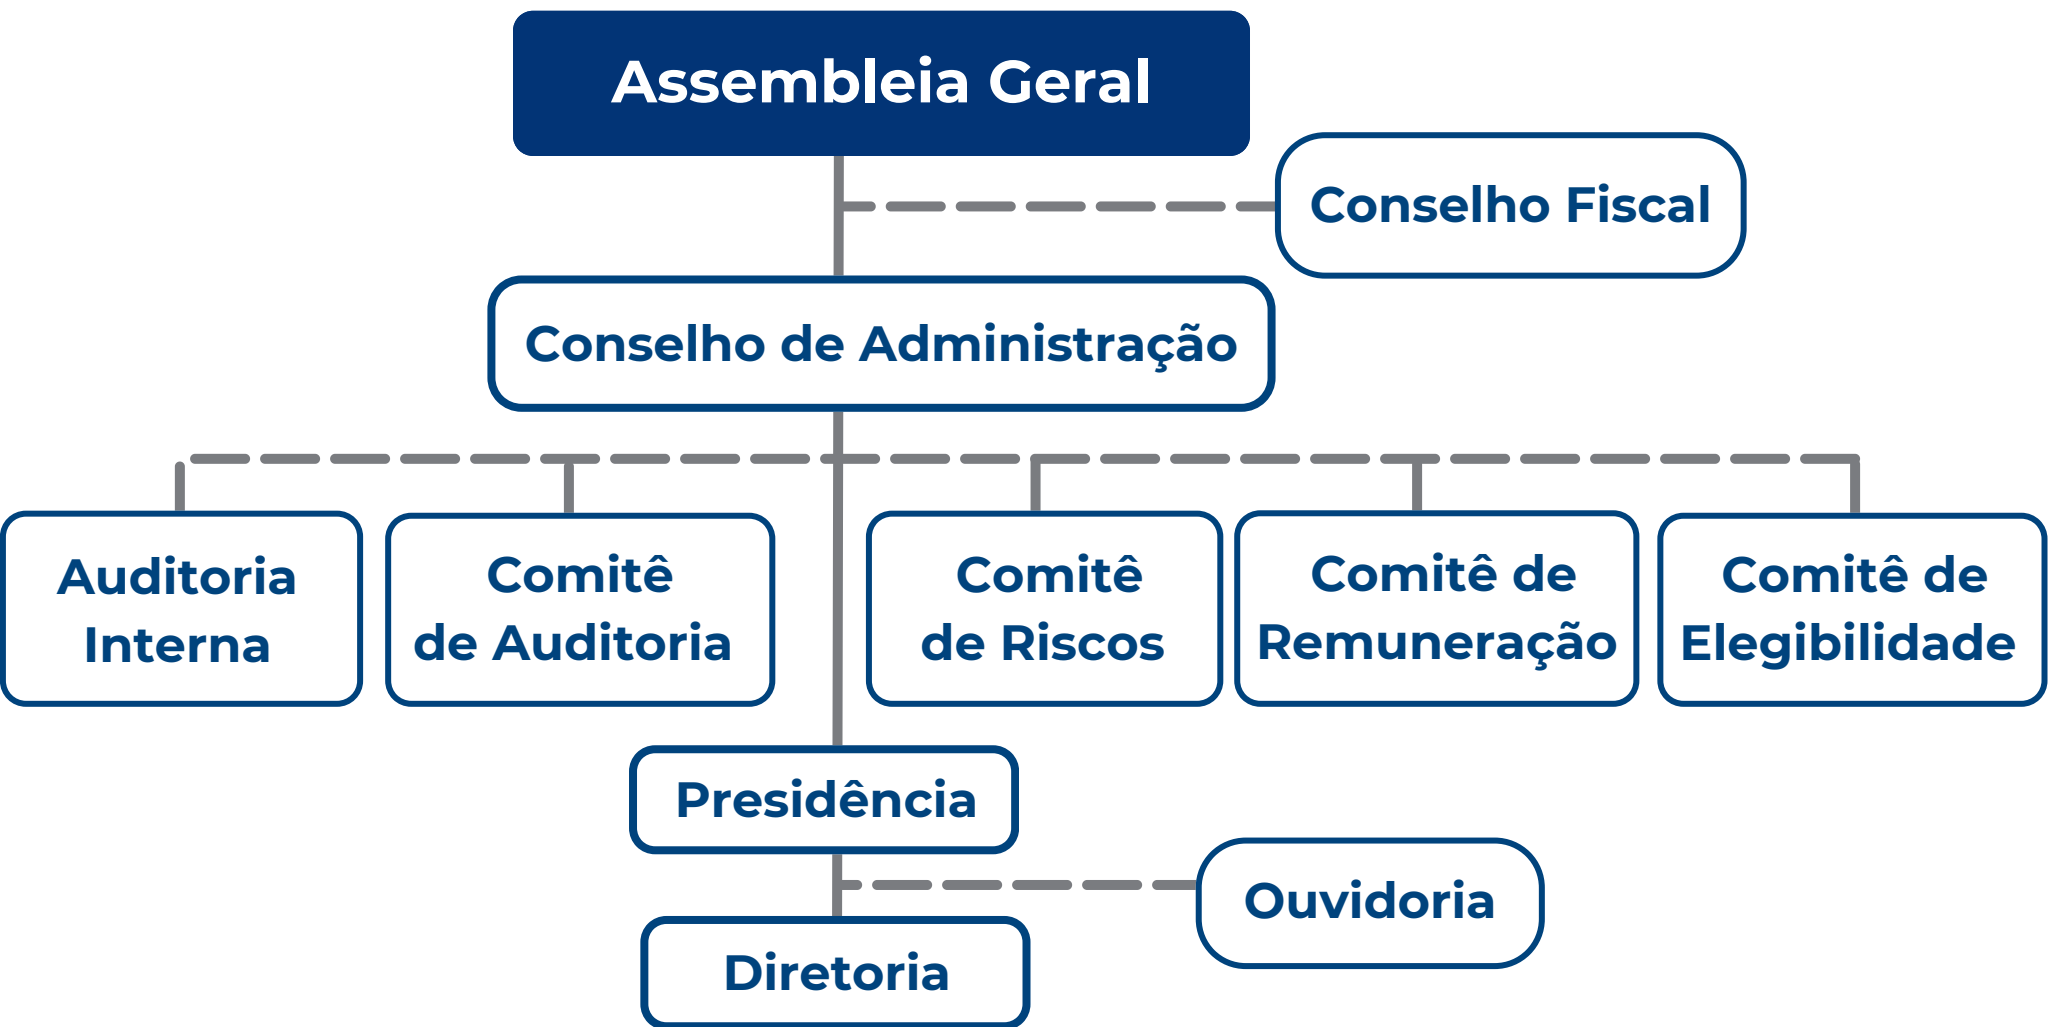 Assembleia Geral
Conselho Fiscal
Conselho de Administração
Auditoria
Interna
Comitê
de Auditoria
Comitê
de Riscos
Comitê de
Remuneração
Comitê de
Elegibilidade
Presidência
Ouvidoria
Diretoria